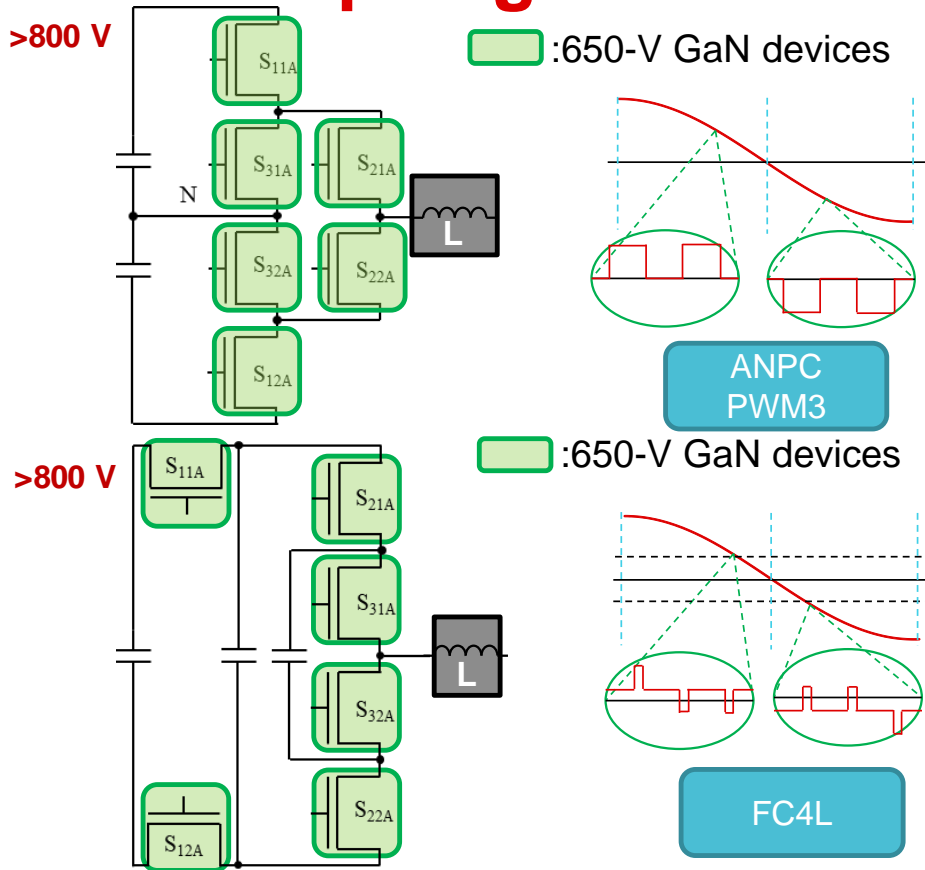 >800 V
:650-V GaN devices
S11A
S31A
S21A
N
L
S32A
S22A
S12A
ANPC
PWM3
>800 V
:650-V GaN devices
S11A
S21A
S31A
L
S32A
S22A
S12A
FC4L